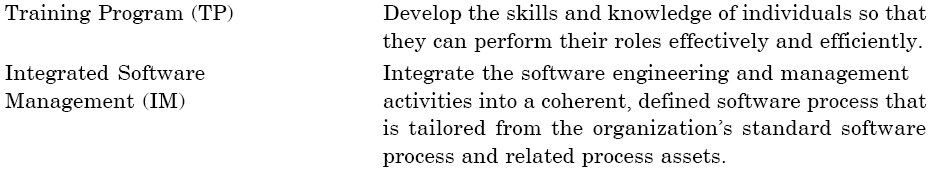 Training Program (TP) Develop the skills and knowledge of individuals so that
they can perform their roles effectively and efficiently.
Integrated Software Integrate the software engineering and management
Management (IM) activities into a coherent, defined software process that
is tailored from the organization's standard software
process and related process assets.